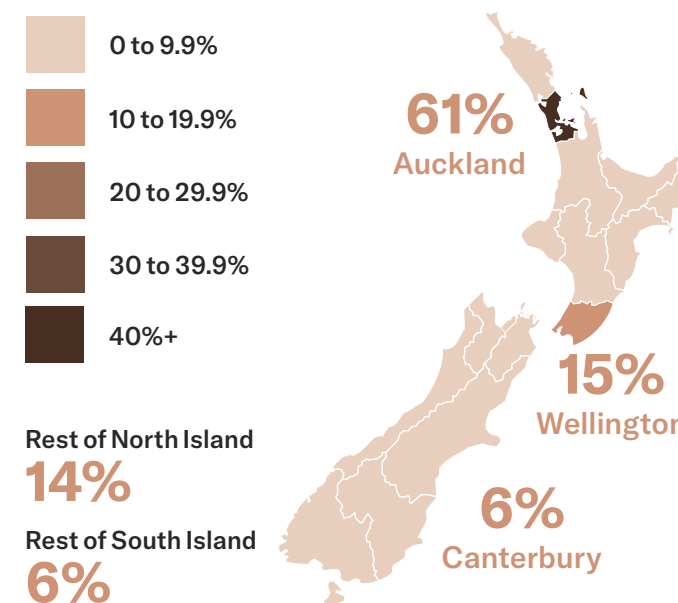 0 to 9.9%
10 to 19.9%
20 to 29.9%
30 to 39.9%
40%+
61%
Auckland
15%
Wellington
Rest of North Island
14%
Rest of South Island
6%
6%
Canterbury